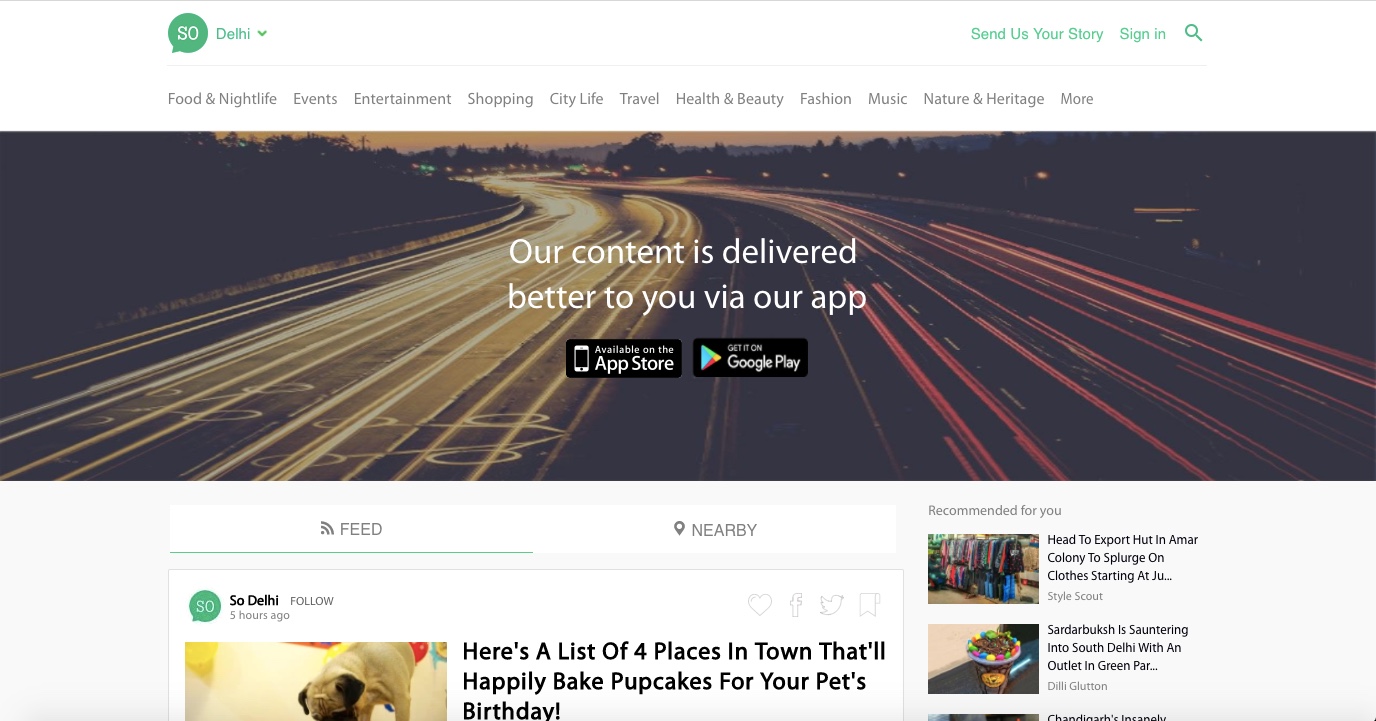 SO Delhi
Send Us Your Story Sign in
Food & Nightlife Events Entertainment Shopping City Life Travel Health & Beauty Fashion Music Nature & Heritage More
Our content is delivered
better to you via our app
Available on the
App Store
GET IT ON
Google Play
FEED
NEARBY
SO
So Delhi FOLLOW
5 hours ago
Here's A List Of 4 Places In Town That'll
Happily Bake Pupcakes For Your Pet's
Birthday!
Recommended for you
Head To Export Hut In Amar
Colony To Splurge On
Clothes Starting At Ju...
Style Scout
Sardarbuksh Is Sauntering
Into South Delhi With An
Outlet In Green Par...
Dilli Glutton
Chandigarh's Insanely